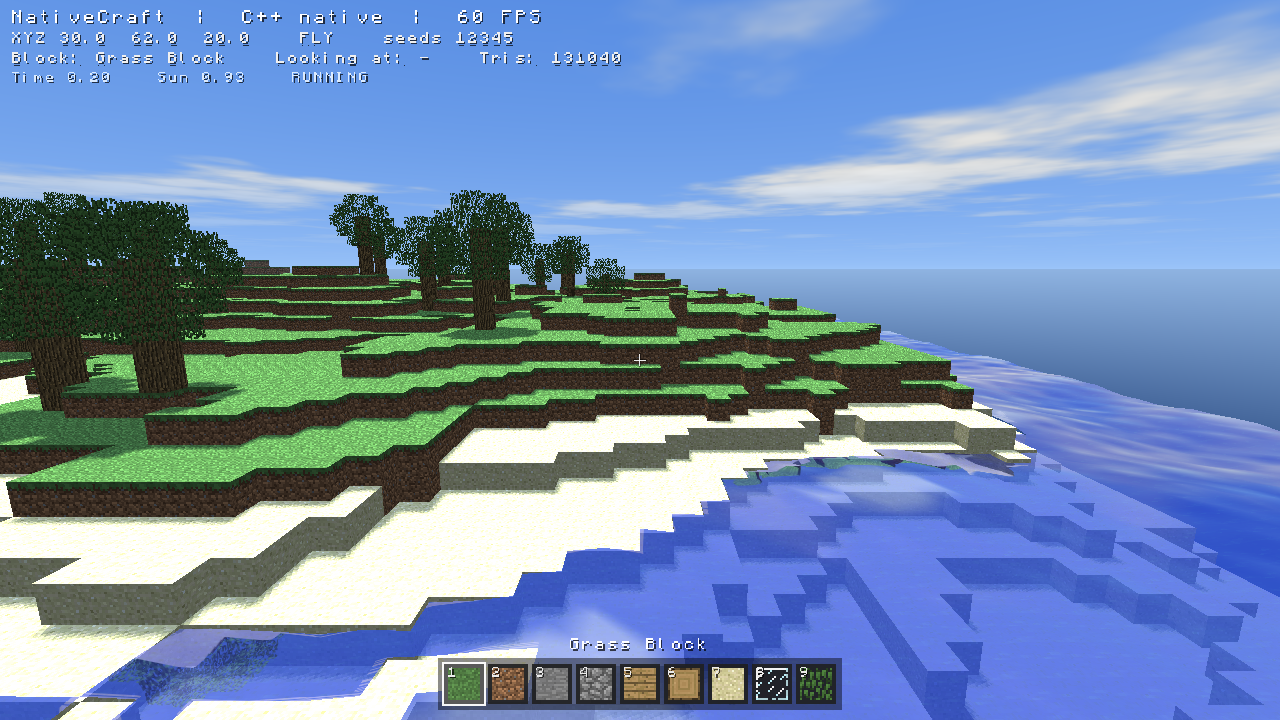 NativeCraft | C++ native | 60 FPS
XYZ 30.0 62.0 20.0 FLY seeds 12345
Block: Grass Block Looking at: - Tris: 131040
Time 0.20 Sun 0.93 RUNNING
Grass Block
1 2 3 4 5 6 7 8 9